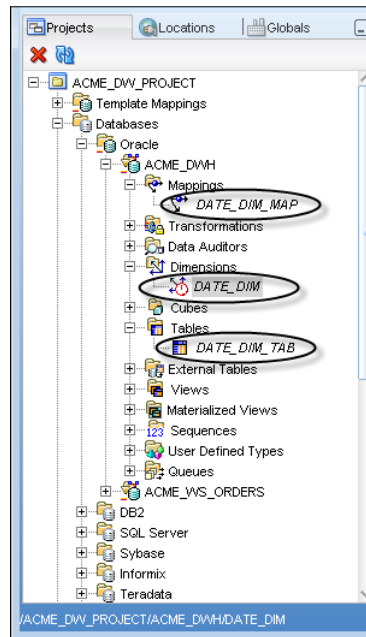 Projects Locations Globals
ACME_DW_PROJECT
Template Mappings
Databases
Oracle
ACME_DWH
Mappings
DATE_DIM_MAP
Transformations
Data Auditors
Dimensions
DATE_DIM
Cubes
Tables
DATE_DIM_TAB
External Tables
Views
Materialized Views
123 Sequences
User Defined Types
Queues
ACME_WS_ORDERS
DB2
SQL Server
Sybase
Informix
Teradata
/ACME_DW_PROJECT/ACME_DWH/DATE_DIM